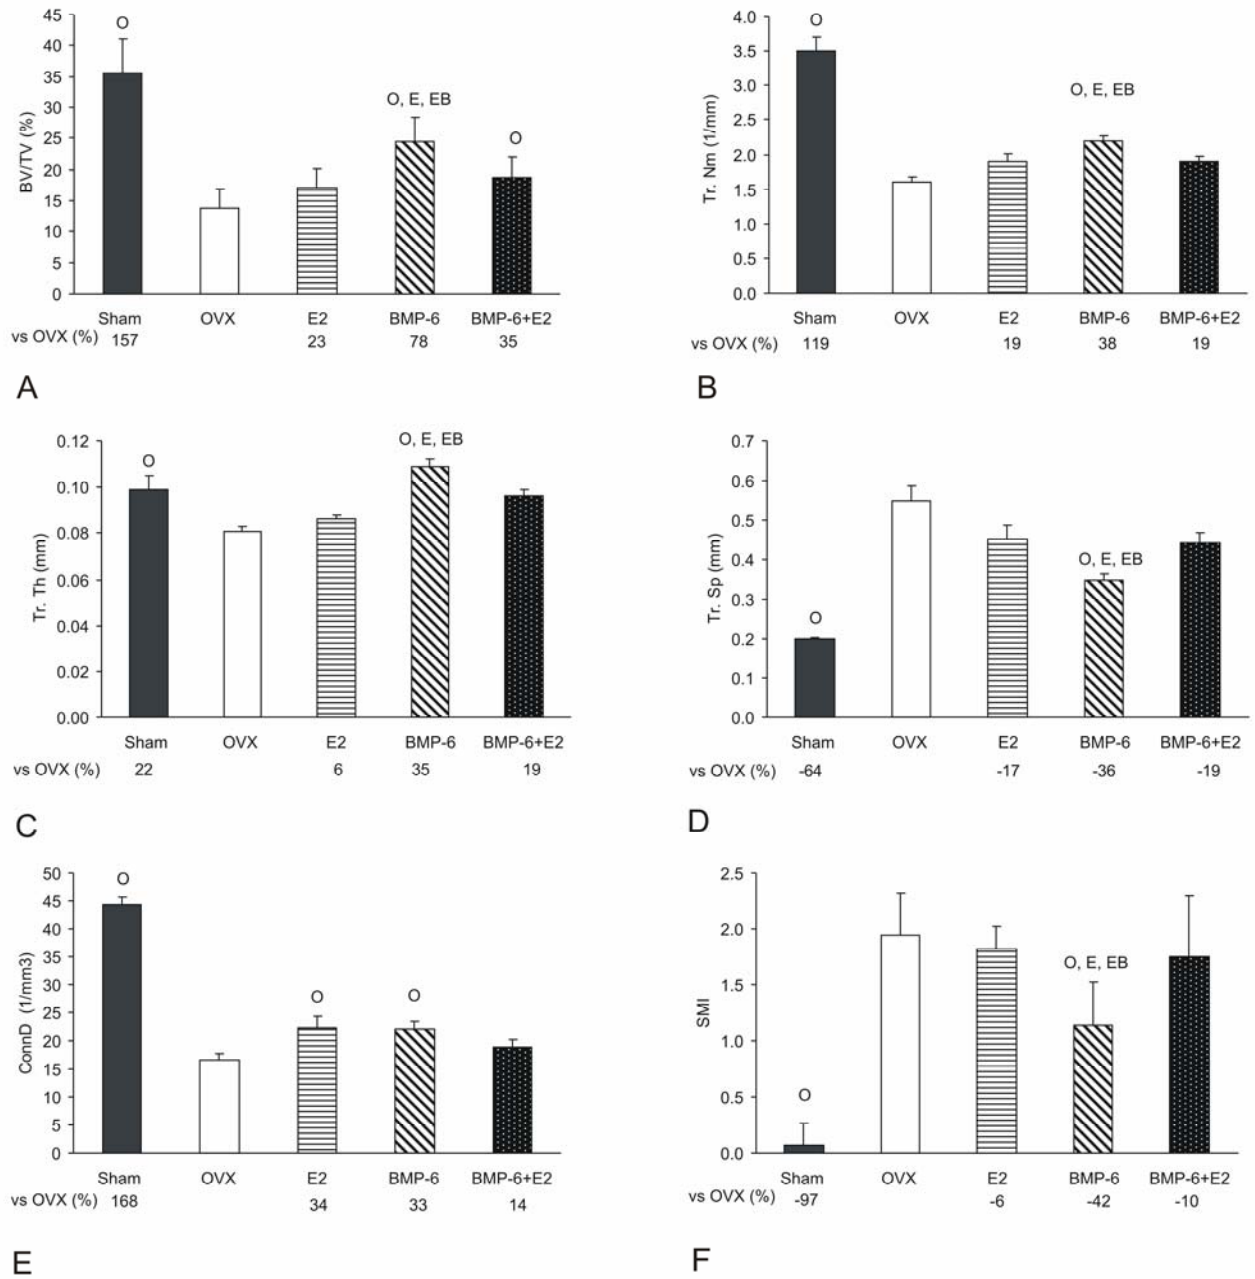 45
40
35
30
25
20
15
10
5
0
BV/TV (%)
O
O, E, EB
O
Sham OVX E2 BMP-6 BMP-6+E2
vs OVX (%) 157 23 78 35
A
4.0
3.5
4.0
2.5
2.0
1.5
1.0
0.5
0.0
Tr. Nm (1/mm)
O
O, E, EB
Sham OVX E2 BMP-6 BMP-6+E2
vs OVX (%) 119 19 38 19
B
0.12
0.10
0.08
0.06
0.04
0.02
0.00
Tr. Th (mm)
O
O, E, EB
Sham OVX E2 BMP-6 BMP-6+E2
vs OVX (%) 22 6 35 19
C
0.7
0.6
0.5
0.4
0.3
0.2
0.1
0.0
Tr. Sp (mm)
O
O, E, EB
Sham OVX E2 BMP-6 BMP-6+E2
vs OVX (%) -64 -17 -36 -19
D
50
45
40
35
30
25
20
15
10
5
0
ConnD (1/mm3)
O
O
O
Sham OVX E2 BMP-6 BMP-6+E2
vs OVX (%) 168 34 33 14
E
2.5
2.0
1.5
1.0
0.5
0.0
SMI
O
O, E, EB
Sham OVX E2 BMP-6 BMP-6+E2
vs OVX (%) -97 -6 -42 -10
F